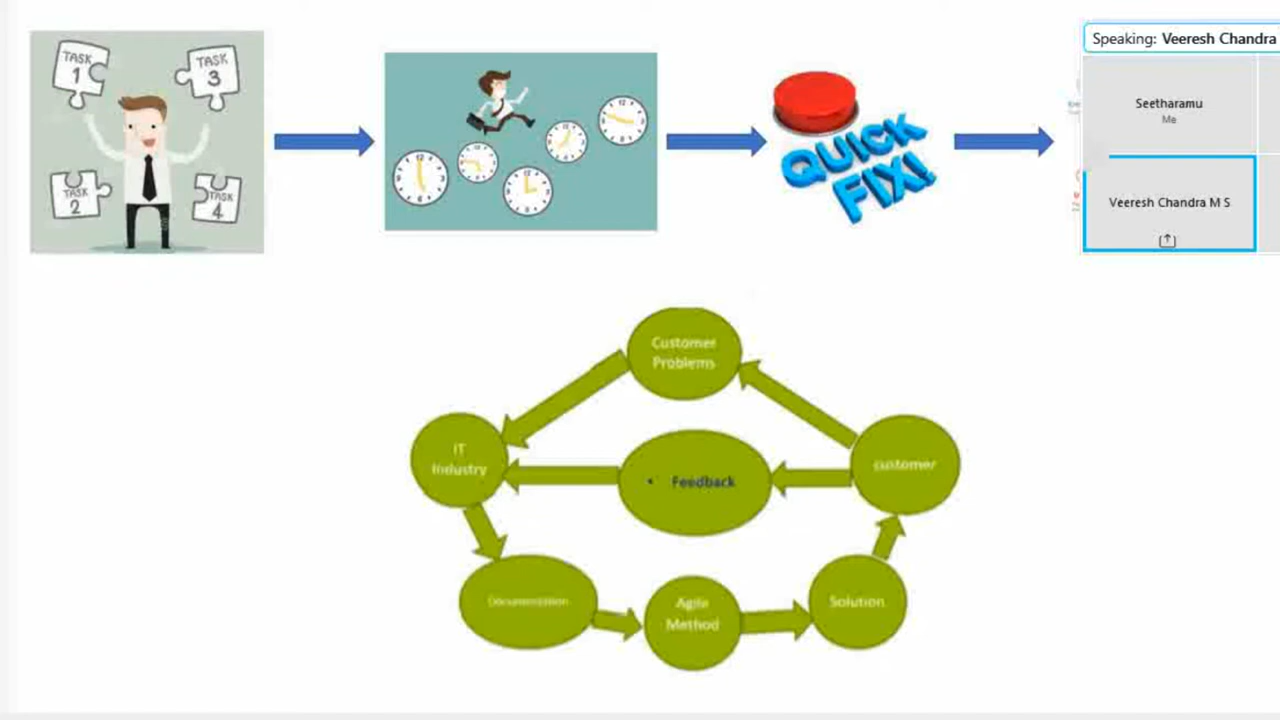 TASK
1
TASK
3
TASK
2
TASK
4
QUICK
FIX!
Speaking: Veeresh Chandra
Seetharamu
Me
Veeresh Chandra M S
Customer
Problems
IT
Industry
• Feedback
customer
Documentation
Agile
Method
Solution